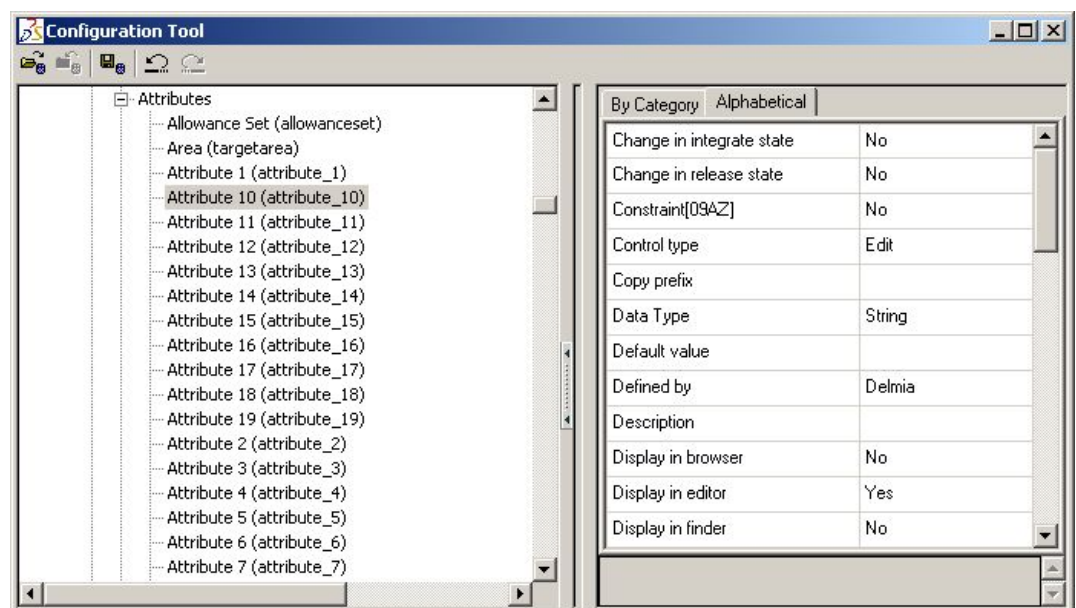 Configuration Tool
Attributes
Allowance Set (allowanceset)
Area (targetarea)
Attribute 1 (attribute_1)
Attribute 10 (attribute_10)
Attribute 11 (attribute_11)
Attribute 12 (attribute_12)
Attribute 13 (attribute_13)
Attribute 14 (attribute_14)
Attribute 15 (attribute_15)
Attribute 16 (attribute_16)
Attribute 17 (attribute_17)
Attribute 18 (attribute_18)
Attribute 19 (attribute_19)
Attribute 2 (attribute_2)
Attribute 3 (attribute_3)
Attribute 4 (attribute_4)
Attribute 5 (attribute_5)
Attribute 6 (attribute_6)
Attribute 7 (attribute_7)
By Category Alphabetical
Change in integrate state No
Change in release state No
Constraint[09AZ] No
Control type Edit
Copy prefix
Data Type String
Default value
Defined by Delmia
Description
Display in browser No
Display in editor Yes
Display in finder No